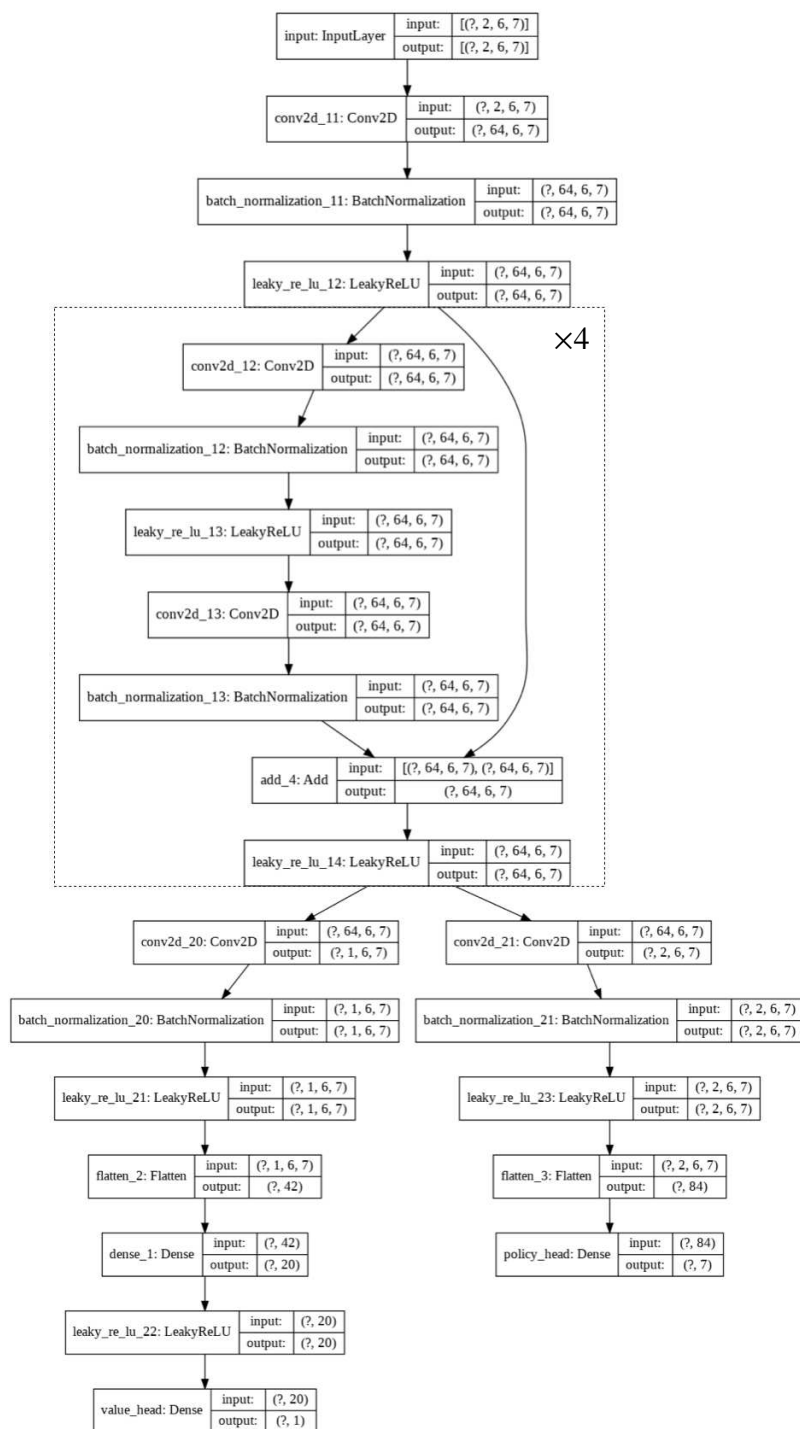 input: InputLayer
input: [(?, 2, 6, 7)]
output: [(?, 2, 6, 7)]
conv2d_11: Conv2D
input: (?, 2, 6, 7)
output: (?, 64, 6, 7)
batch_normalization_11: BatchNormalization
input: (?, 64, 6, 7)
output: (?, 64, 6, 7)
leaky_re_lu_12: LeakyReLU
input: (?, 64, 6, 7)
output: (?, 64, 6, 7)
×4
conv2d_12: Conv2D
input: (?, 64, 6, 7)
output: (?, 64, 6, 7)
batch_normalization_12: BatchNormalization
input: (?, 64, 6, 7)
output: (?, 64, 6, 7)
leaky_re_lu_13: LeakyReLU
input: (?, 64, 6, 7)
output: (?, 64, 6, 7)
conv2d_13: Conv2D
input: (?, 64, 6, 7)
output: (?, 64, 6, 7)
batch_normalization_13: BatchNormalization
input: (?, 64, 6, 7)
output: (?, 64, 6, 7)
add_4: Add
input: [(?, 64, 6, 7), (?, 64, 6, 7)]
output: (?, 64, 6, 7)
leaky_re_lu_14: LeakyReLU
input: (?, 64, 6, 7)
output: (?, 64, 6, 7)
conv2d_20: Conv2D
input: (?, 64, 6, 7)
output: (?, 1, 6, 7)
conv2d_21: Conv2D
input: (?, 64, 6, 7)
output: (?, 2, 6, 7)
batch_normalization_20: BatchNormalization
input: (?, 1, 6, 7)
output: (?, 1, 6, 7)
batch_normalization_21: BatchNormalization
input: (?, 2, 6, 7)
output: (?, 2, 6, 7)
leaky_re_lu_21: LeakyReLU
input: (?, 1, 6, 7)
output: (?, 1, 6, 7)
leaky_re_lu_23: LeakyReLU
input: (?, 2, 6, 7)
output: (?, 2, 6, 7)
flatten_2: Flatten
input: (?, 1, 6, 7)
output: (?, 42)
flatten_3: Flatten
input: (?, 2, 6, 7)
output: (?, 84)
dense_1: Dense
input: (?, 42)
output: (?, 20)
policy_head: Dense
input: (?, 84)
output: (?, 7)
leaky_re_lu_22: LeakyReLU
input: (?, 20)
output: (?, 20)
value_head: Dense
input: (?, 20)
output: (?, 1)